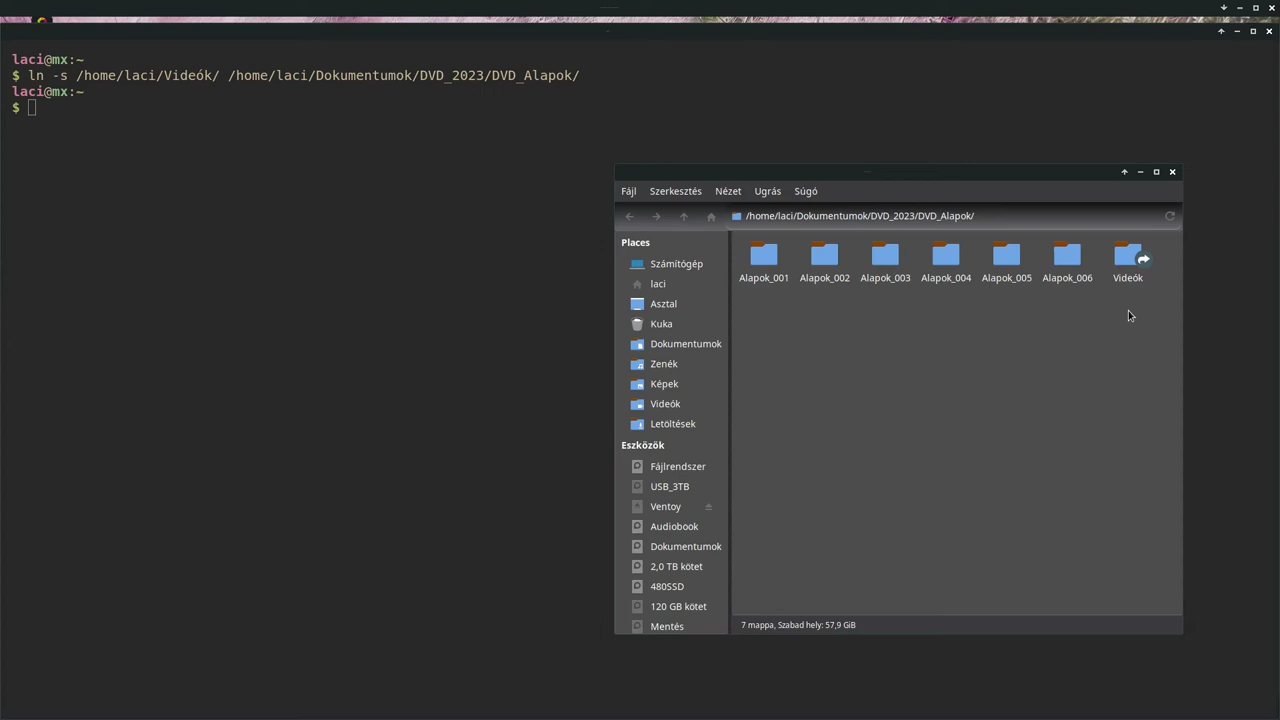 laci@mx:~
$ ln -s /home/laci/Videók/ /home/laci/Dokumentumok/DVD_2023/DVD_Alapok/
laci@mx:~
$
Fájl Szerkesztés Nézet Ugrás Súgó
/home/laci/Dokumentumok/DVD_2023/DVD_Alapok/
Places
Számítógép
laci
Asztal
Kuka
Dokumentumok
Zenék
Képek
Videók
Letöltések
Eszközök
Fájlrendszer
USB_3TB
Ventoy
Audiobook
Dokumentumok
2,0 TB kötet
480SSD
120 GB kötet
Mentés
Alapok_001 Alapok_002 Alapok_003 Alapok_004 Alapok_005 Alapok_006 Videók
7 mappa, Szabad hely: 57,9 GiB